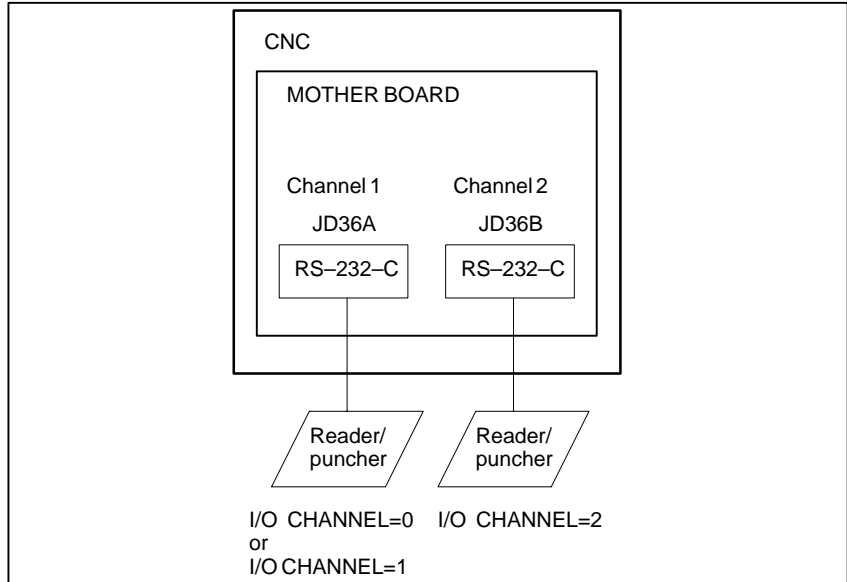 CNC
MOTHER BOARD
Channel 1 Channel 2
JD36A JD36B
RS–232–C RS–232–C
Reader/ Reader/
puncher puncher
I/O CHANNEL=0 I/O CHANNEL=2
or
I/O CHANNEL=1